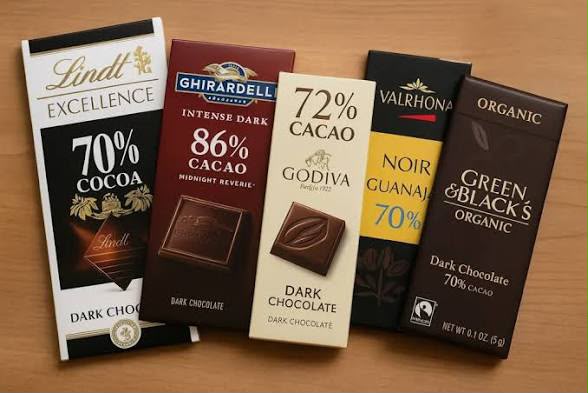 Lindt
EXCELLENCE
70%
COCOA
Lindt
DARK CHOC
GHIRARDELLI
INTENSE DARK
86%
CACAO
MIDNIGHT REVERIE
DARK CHOCOLATE
72%
CACAO
GODIVA
Belgium 1922
DARK
CHOCOLATE
DARK CHOCOLATE
VALRHONA
NOIR
GUANAJ
70%
ORGANIC
GREEN
&BLACK'S
ORGANIC
Dark Chocolate
70% CACAO
NET WT 0.1 OZ. (5g)